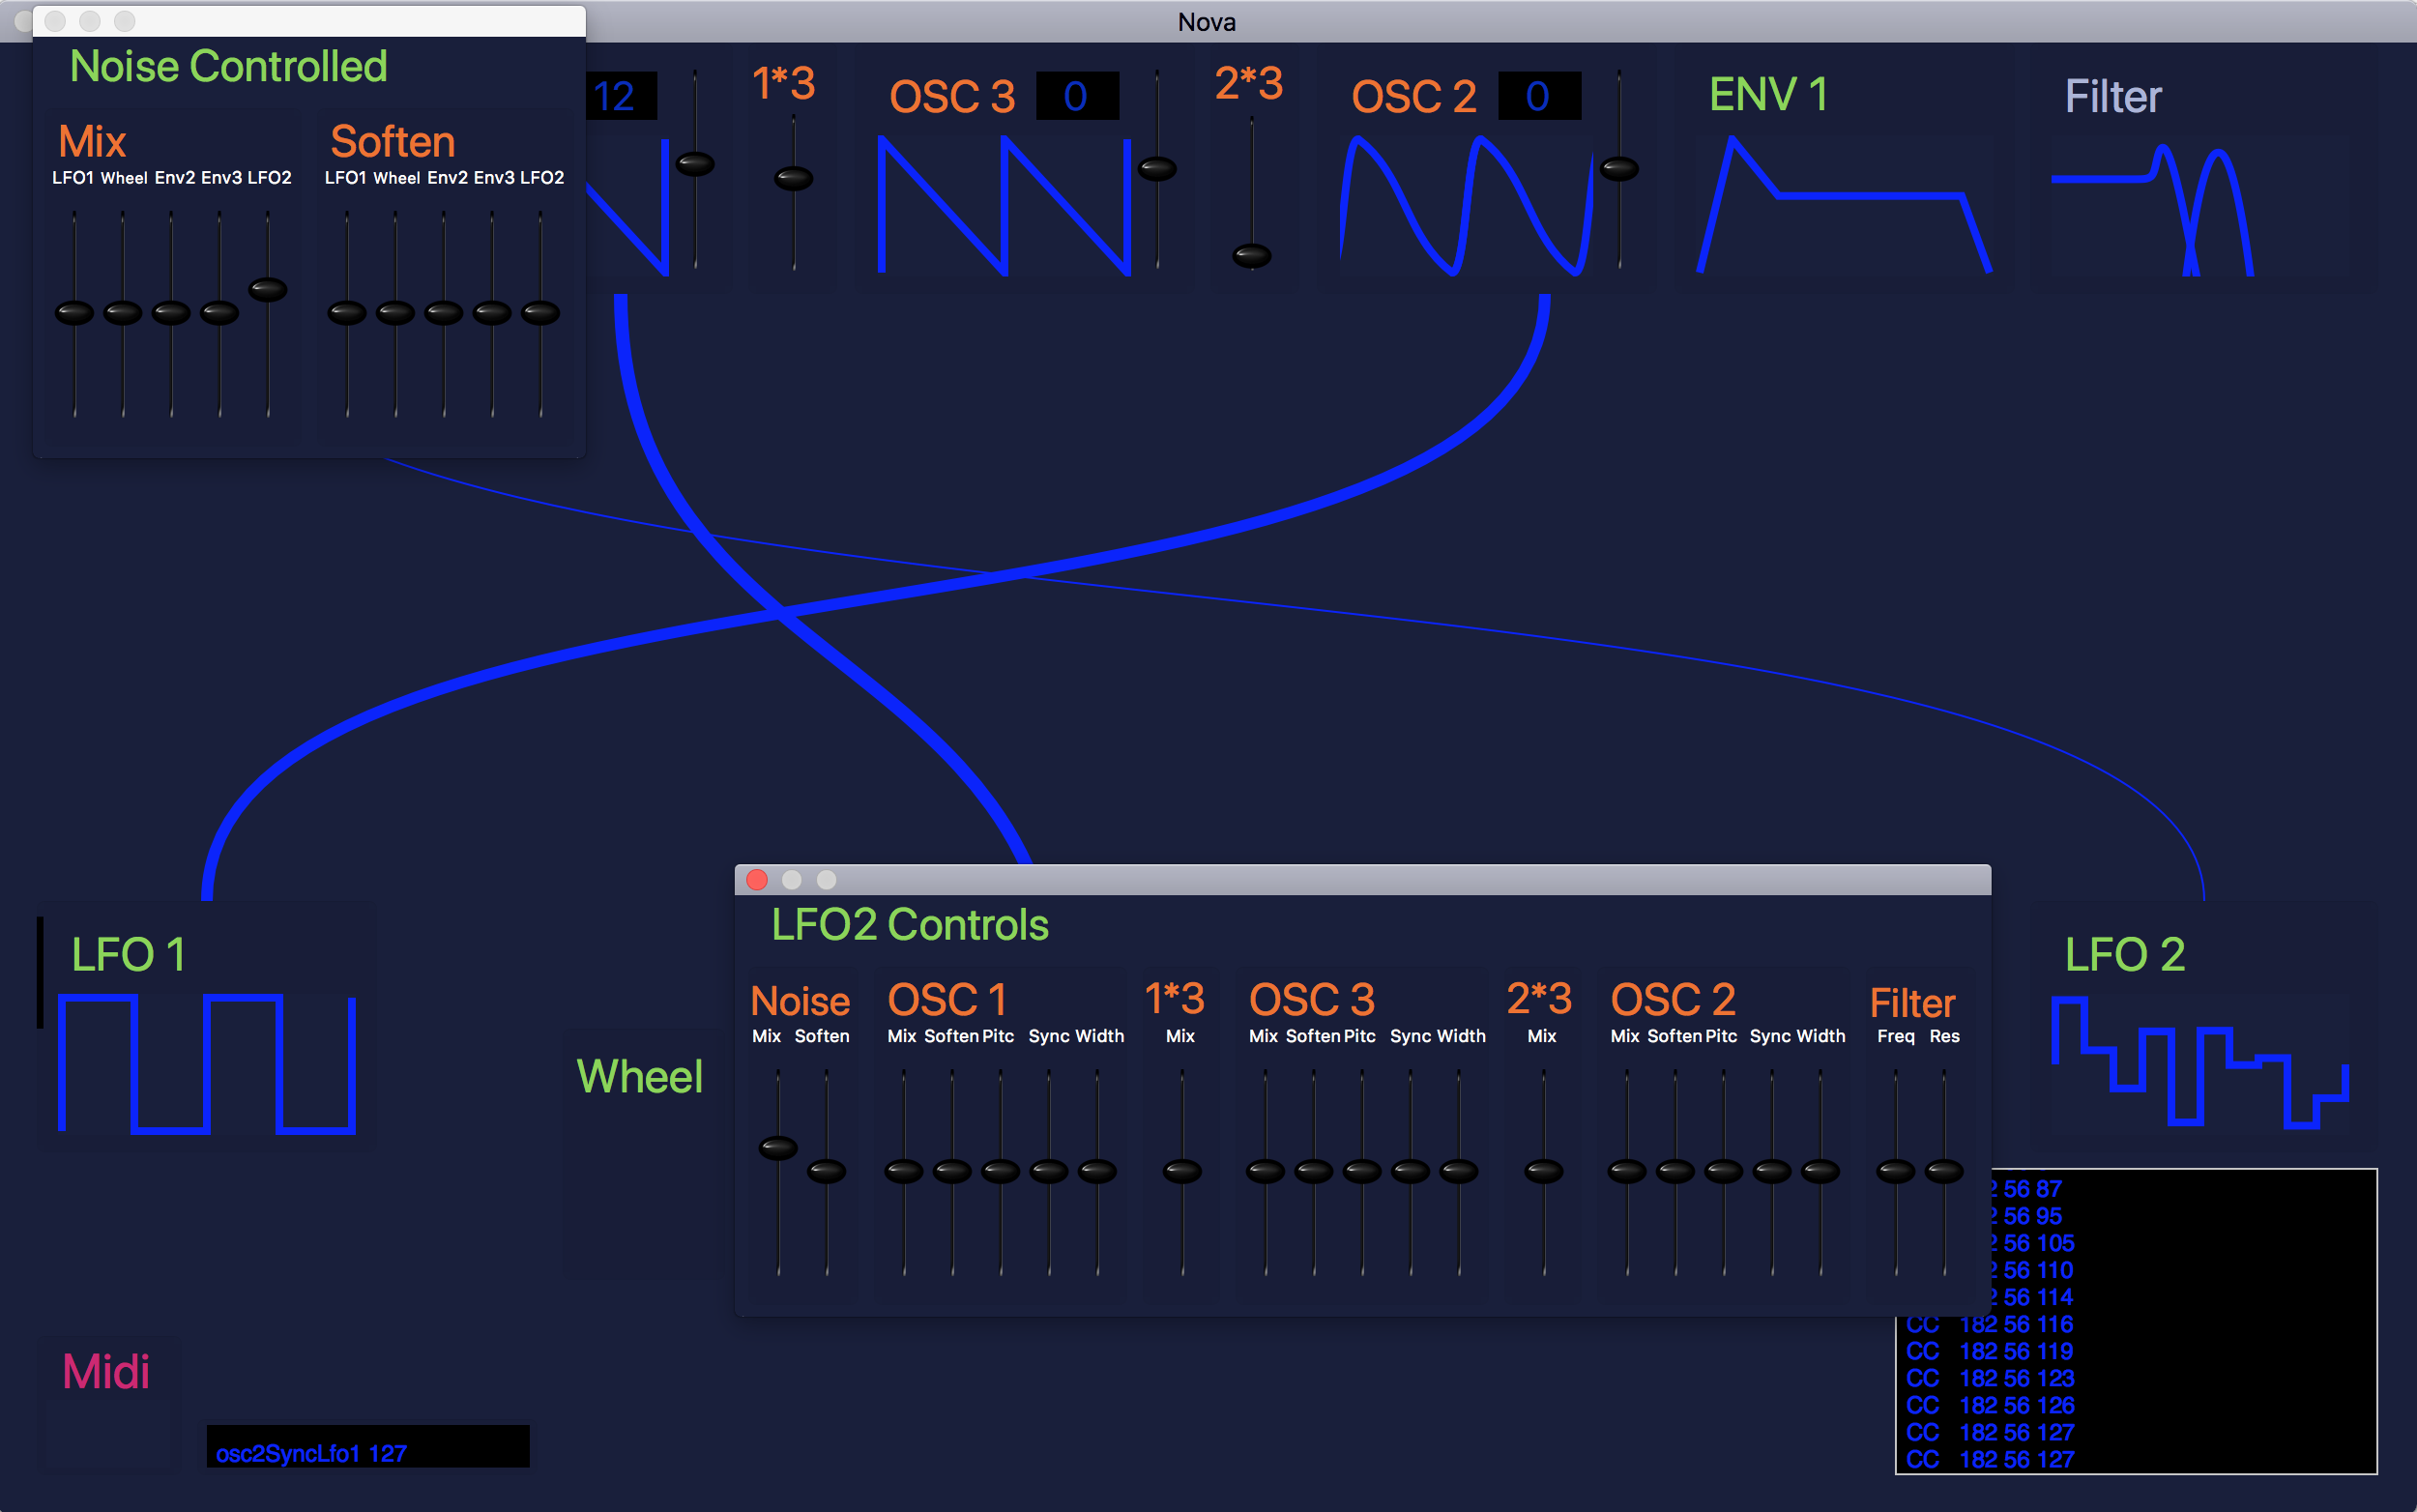 Nova
Noise Controlled
Mix
LFO1 Wheel Env2 Env3 LFO2
Soften
LFO1 Wheel Env2 Env3 LFO2
12
1*3
OSC 3 0
2*3
OSC 2 0
ENV 1
Filter
LFO 1
Wheel
LFO2 Controls
Noise
Mix Soften
OSC 1
Mix Soften Pitc Sync Width
1*3
Mix
OSC 3
Mix Soften Pitc Sync Width
2*3
Mix
OSC 2
Mix Soften Pitc Sync Width
Filter
Freq Res
LFO 2
56 87
56 95
56 105
56 110
56 114
CC 182 56 116
CC 182 56 119
CC 182 56 123
CC 182 56 126
CC 182 56 127
CC 182 56 127
Midi
osc2SyncLfo1 127